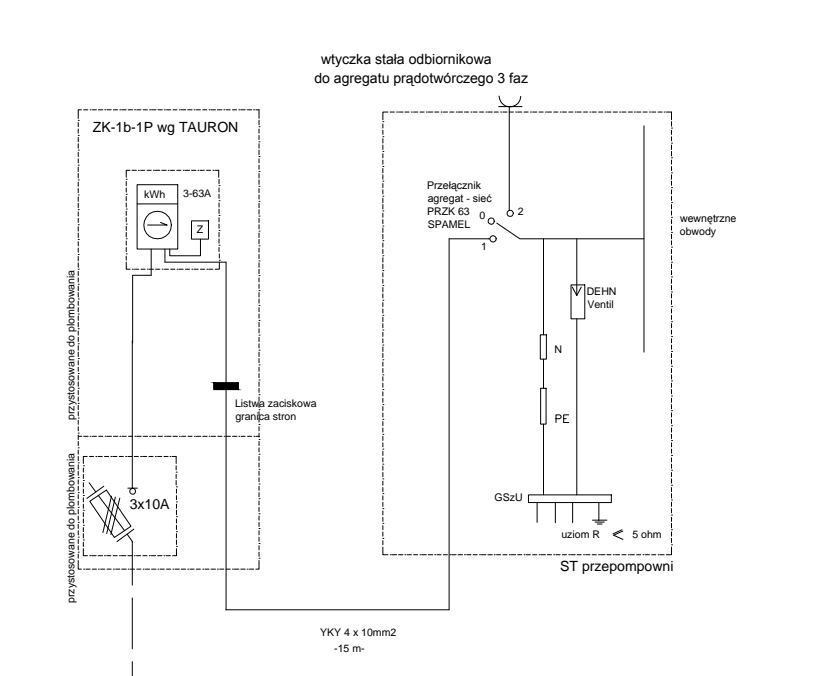 wtyczka stała odbiornikowa
do agregatu prądotwórczego 3 faz
ZK-1b-1P wg TAURON
kWh
3-63A
Z
przystosowane do plombowania
Listwa zaciskowa
granica stron
przystosowane do plombowania
3x10A
YKY 4 x 10mm2
-15 m-
Przełącznik
agregat - sieć
PRZK 63
SPAMEL
0
2
1
wewnętrzne
obwody
DEHN
Ventil
N
PE
GSzU
uziom R < 5 ohm
ST przepompowni